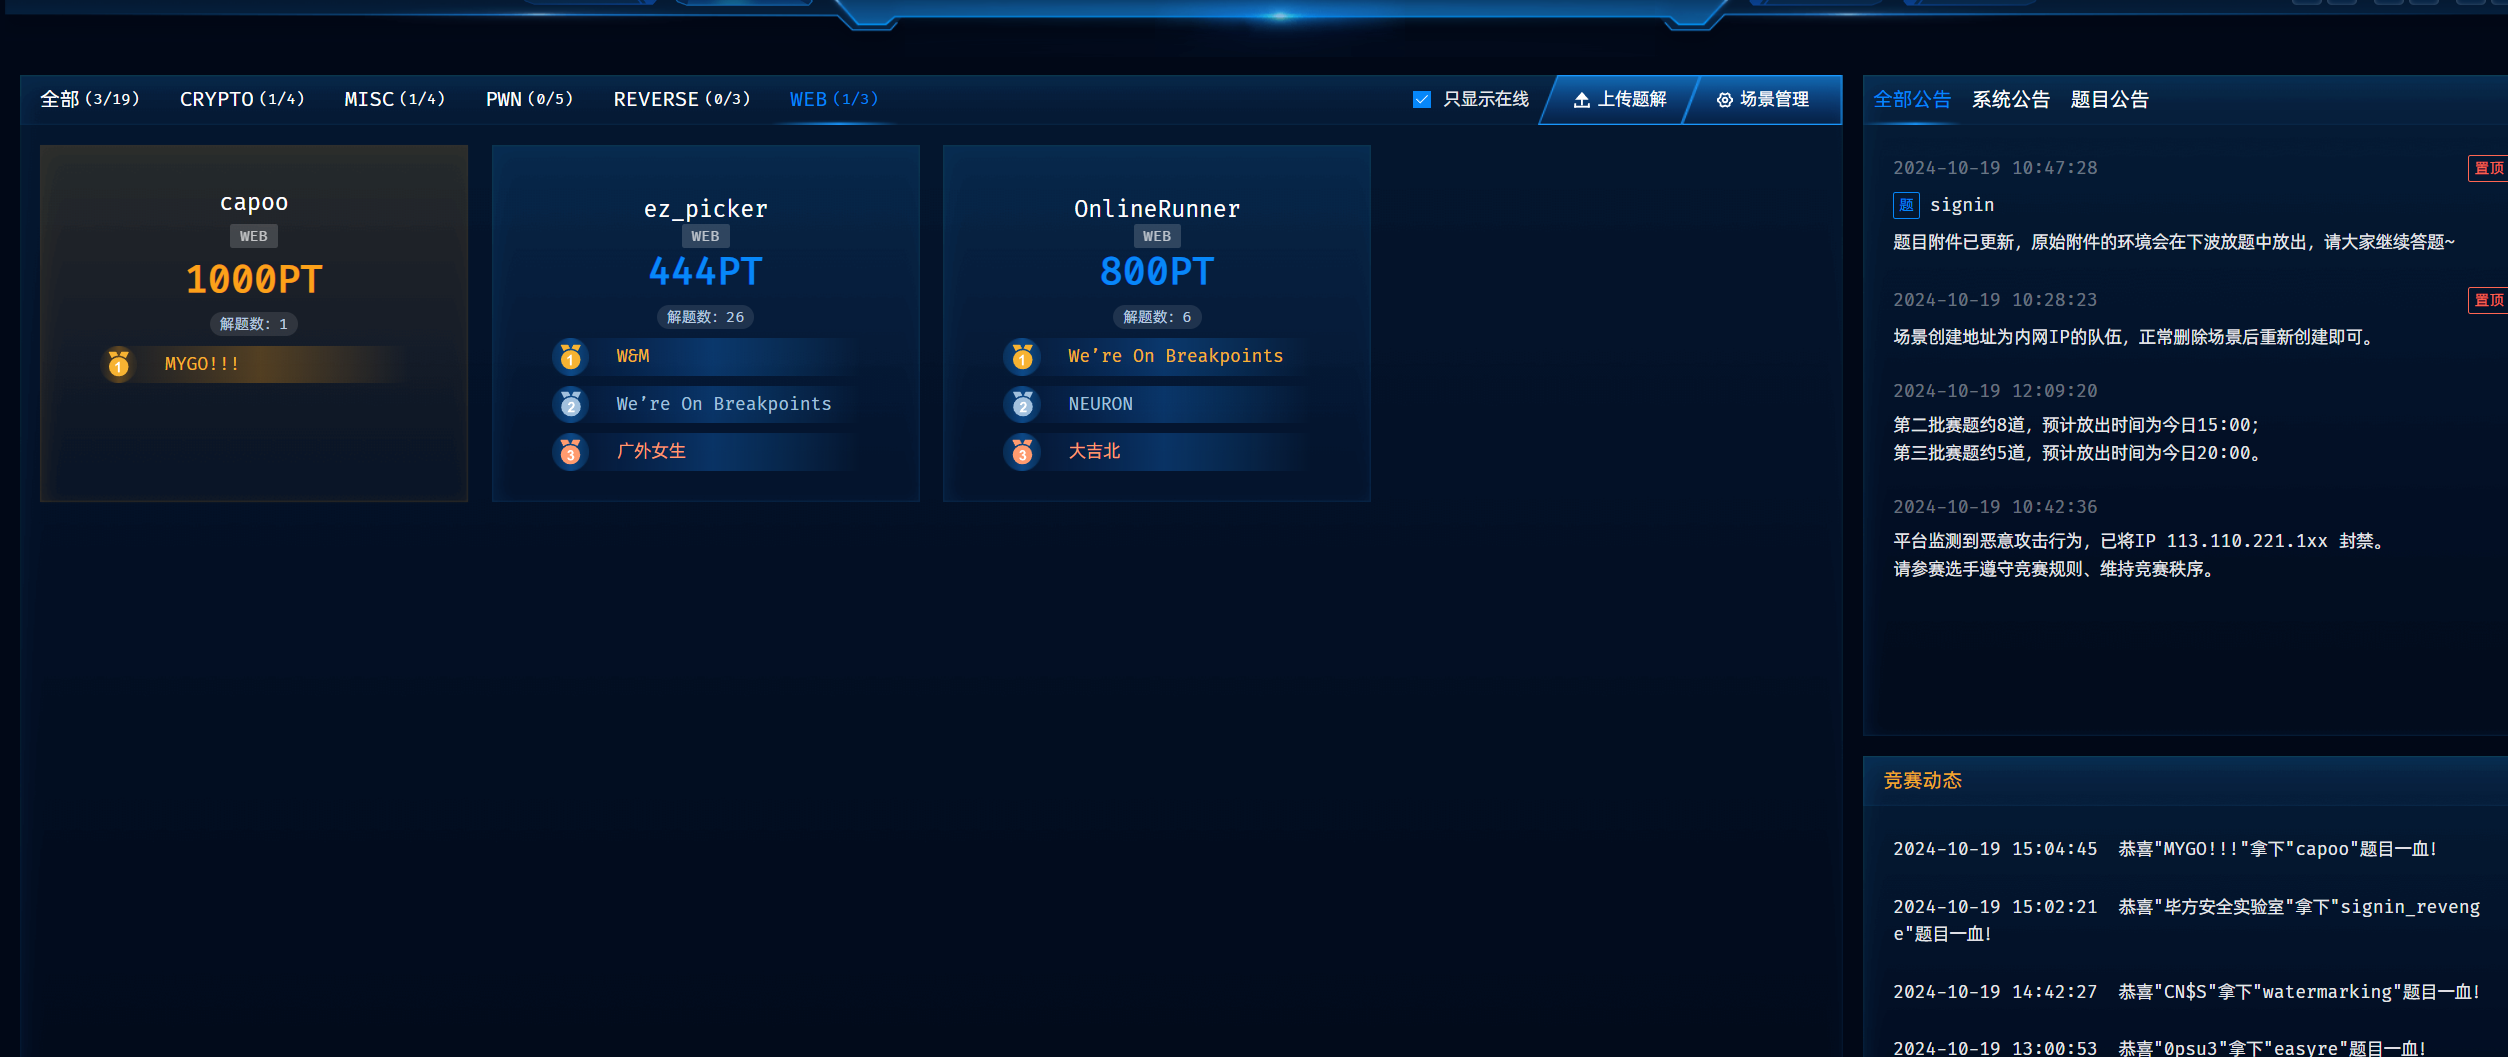 全部(3/19) CRYPTO(1/4) MISC(1/4) PWN(0/5) REVERSE(0/3) WEB(1/3) 只显示在线 上传题解 场景管理
capoo
WEB
1000PT
解题数: 1
1 MYGO!!!
ez_picker
WEB
444PT
解题数: 26
1 W&M
2 We're On Breakpoints
3 广外女生
OnlineRunner
WEB
800PT
解题数: 6
1 We're On Breakpoints
2 NEURON
3 大吉北
全部公告 系统公告 题目公告
2024-10-19 10:47:28 置顶
题 signin
题目附件已更新，原始附件的环境会在下波放题中放出，请大家继续答题~
2024-10-19 10:28:23 置顶
场景创建地址为内网IP的队伍，正常删除场景后重新创建即可。
2024-10-19 12:09:20
第二批赛题约8道，预计放出时间为今日15:00；
第三批赛题约5道，预计放出时间为今日20:00。
2024-10-19 10:42:36
平台监测到恶意攻击行为，已将IP 113.110.221.1xx 封禁。
请参赛选手遵守竞赛规则、维持竞赛秩序。
竞赛动态
2024-10-19 15:04:45 恭喜"MYGO!!!"拿下"capoo"题目一血!
2024-10-19 15:02:21 恭喜"毕方安全实验室"拿下"signin_reveng
e"题目一血!
2024-10-19 14:42:27 恭喜"CN$S"拿下"watermarking"题目一血!
2024-10-19 13:00:53 恭喜"0psu3"拿下"easyre"题目一血!